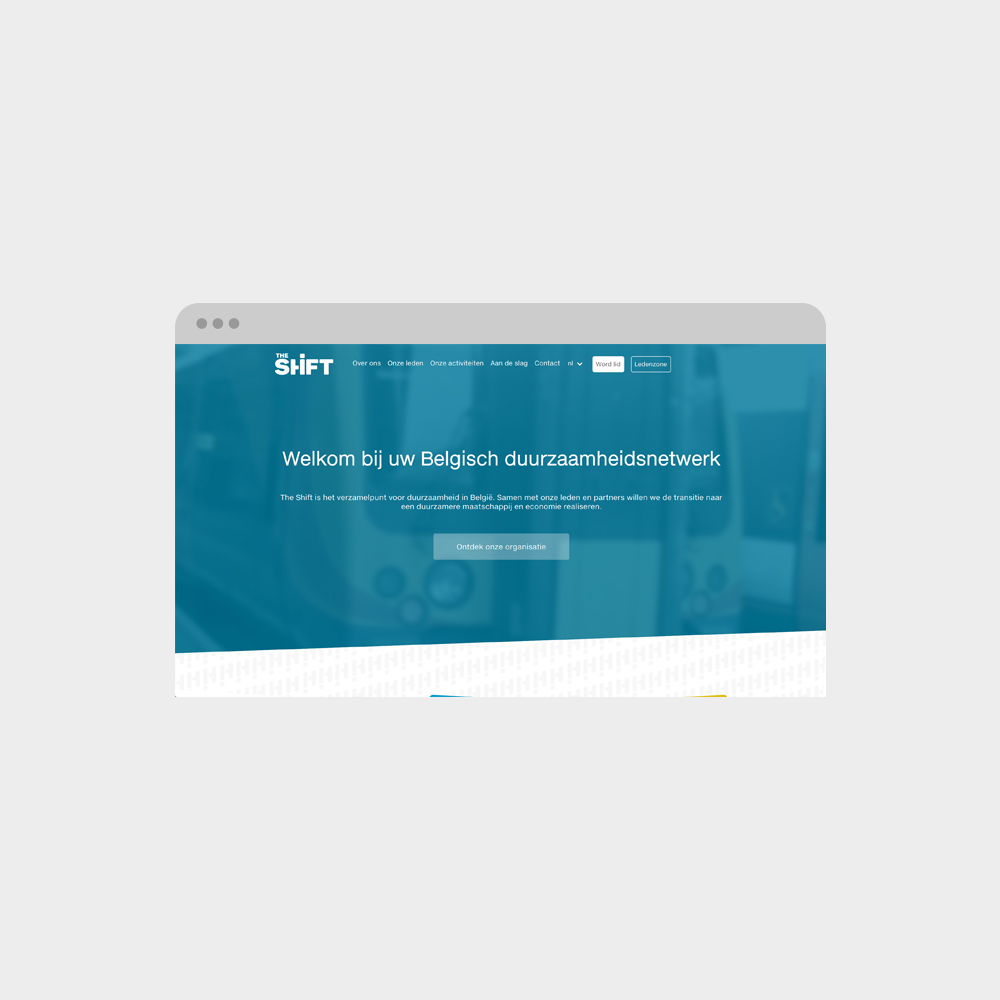 THE
SHIFT
Over ons Onze leden Onze activiteiten Aan de slag Contact nl Word lid Ledenzone
Welkom bij uw Belgisch duurzaamheidsnetwerk
The Shift is het verzamelpunt voor duurzaamheid in België. Samen met onze leden en partners willen we de transitie naar
een duurzamere maatschappij en economie realiseren.
Ontdek onze organisatie